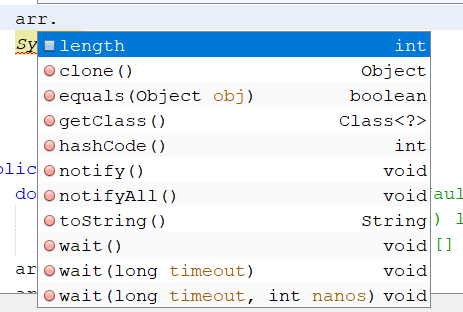 arr.
Sy
length int
clone() Object
equals(Object obj) boolean
getClass() Class<?>
hashCode() int
notify() void
notifyAll() void
toString() String
wait() void
wait(long timeout) void
wait(long timeout, int nanos) void
olic
do aul
) l
[]
ar